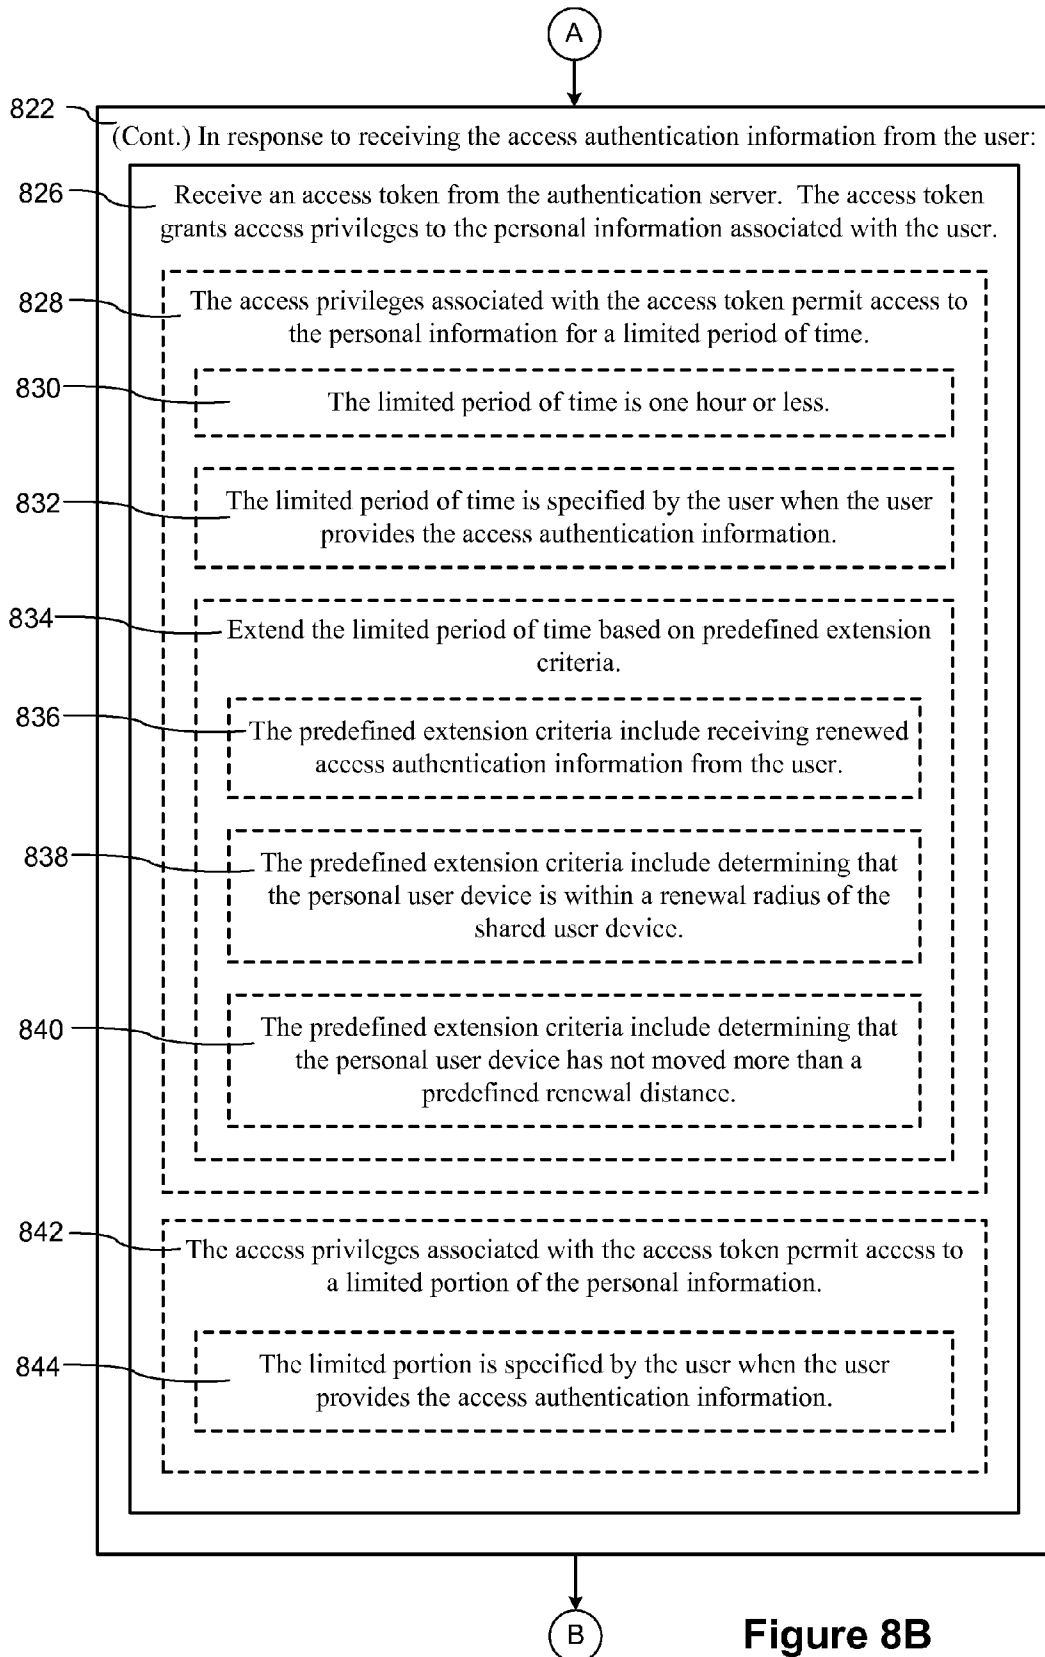 A
822
(Cont.) In response to receiving the access authentication information from the user:
826
Receive an access token from the authentication server. The access token
grants access privileges to the personal information associated with the user.
828
The access privileges associated with the access token permit access to
the personal information for a limited period of time.
830
The limited period of time is one hour or less.
832
The limited period of time is specified by the user when the user
provides the access authentication information.
834
Extend the limited period of time based on predefined extension
criteria.
836
The predefined extension criteria include receiving renewed
access authentication information from the user.
838
The predefined extension criteria include determining that
the personal user device is within a renewal radius of the
shared user device.
840
The predefined extension criteria include determining that
the personal user device has not moved more than a
predefined renewal distance.
842
The access privileges associated with the access token permit access to
a limited portion of the personal information.
844
The limited portion is specified by the user when the user
provides the access authentication information.
B
Figure 8B